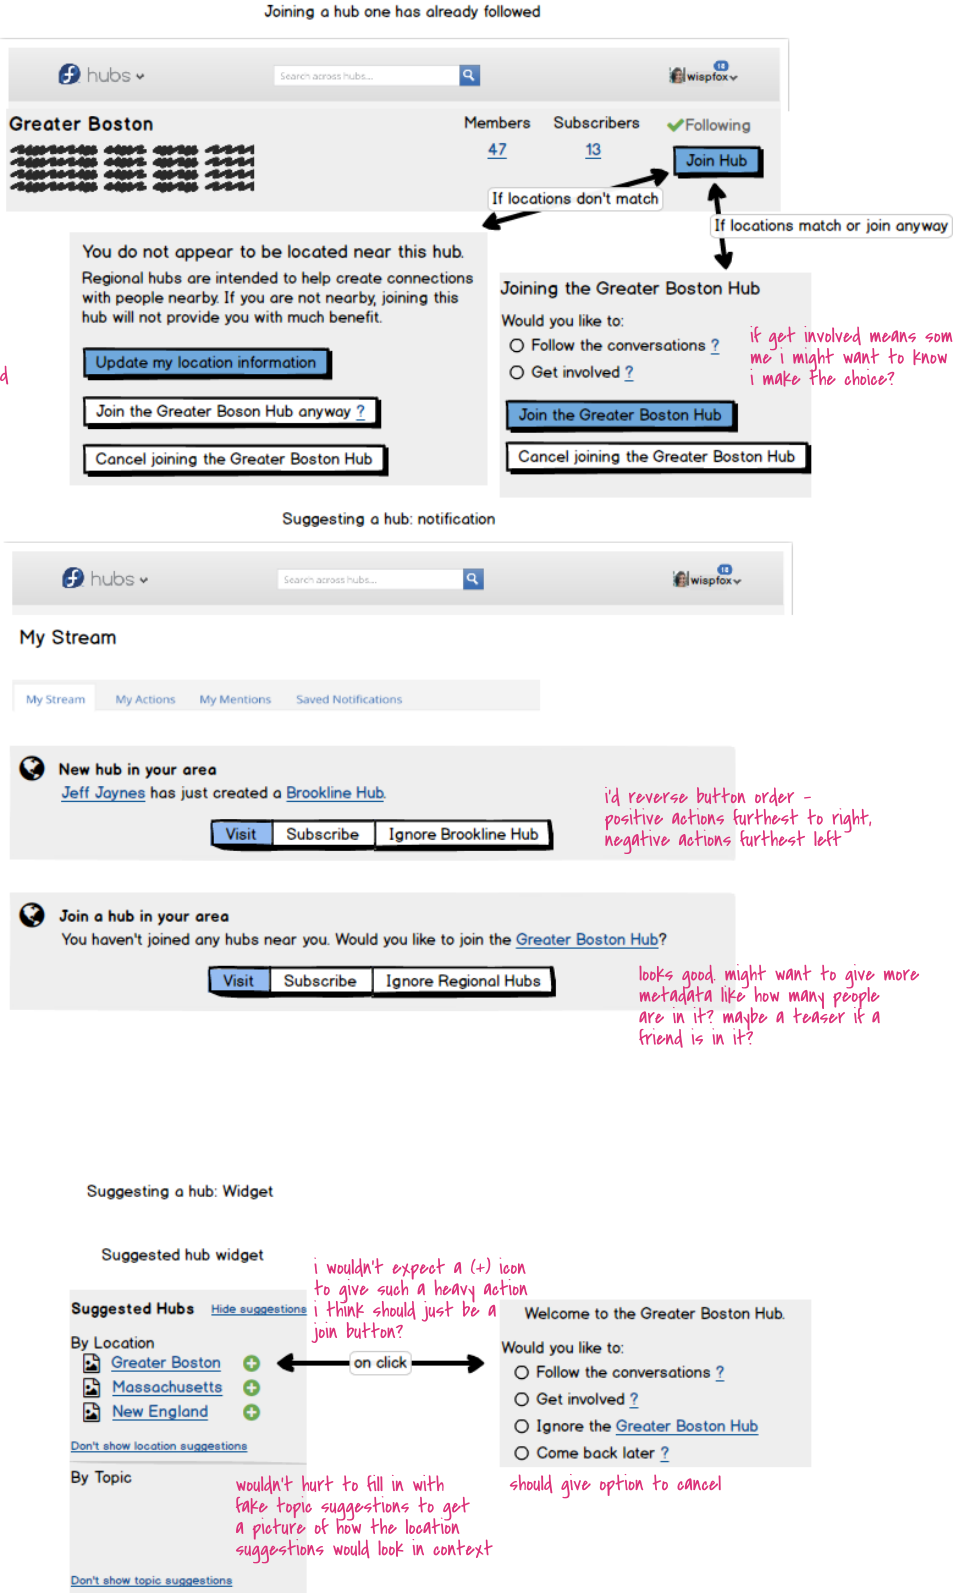 Joining a hub one has already followed
hubs
Search across hubs...
18
wispfox
Greater Boston
Members
Subscribers
Following
47
13
Join Hub
If locations don't match
If locations match or join anyway
You do not appear to be located near this hub.
Regional hubs are intended to help create connections
with people nearby. If you are not nearby, joining this
hub will not provide you with much benefit.
Update my location information
Join the Greater Boson Hub anyway ?
Cancel joining the Greater Boston Hub
Joining the Greater Boston Hub
Would you like to:
Follow the conversations ?
Get involved ?
Join the Greater Boston Hub
Cancel joining the Greater Boston Hub
if get involved means som
me i might want to know
i make the choice?
d
Suggesting a hub: notification
hubs
Search across hubs...
18
wispfox
My Stream
My Stream
My Actions
My Mentions
Saved Notifications
New hub in your area
Jeff Jaynes has just created a Brookline Hub.
Visit
Subscribe
Ignore Brookline Hub
i'd reverse button order -
positive actions furthest to right,
negative actions furthest left
Join a hub in your area
You haven't joined any hubs near you. Would you like to join the Greater Boston Hub?
Visit
Subscribe
Ignore Regional Hubs
looks good. might want to give more
metadata like how many people
are in it? maybe a teaser if a
friend is in it?
Suggesting a hub: Widget
Suggested hub widget
i wouldn't expect a (+) icon
to give such a heavy action
i think should just be a
join button?
Suggested Hubs
Hide suggestions
By Location
Greater Boston
Massachusetts
New England
Don't show location suggestions
By Topic
Don't show topic suggestions
on click
Welcome to the Greater Boston Hub.
Would you like to:
Follow the conversations ?
Get involved ?
Ignore the Greater Boston Hub
Come back later ?
wouldn't hurt to fill in with
fake topic suggestions to get
a picture of how the location
suggestions would look in context
should give option to cancel